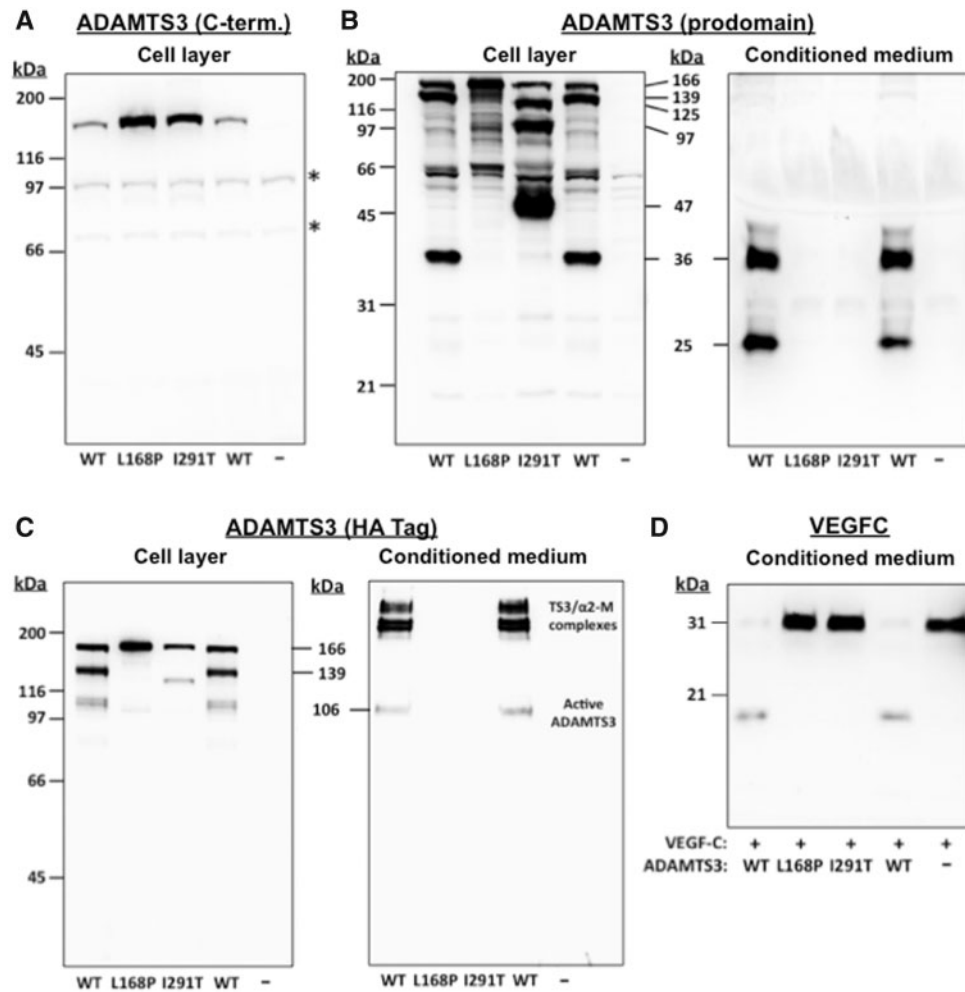 A
ADAMTS3 (C-term.)
Cell layer
kDa
200
116
97
66
45
*
*
WT L168P I291T WT –
B
ADAMTS3 (prodomain)
Cell layer
Conditioned medium
kDa
200
116
97
66
45
31
21
166
139
125
97
47
36
25
WT L168P I291T WT –
WT L168P I291T WT –
C
ADAMTS3 (HA Tag)
Cell layer
Conditioned medium
kDa
200
116
97
66
45
166
139
kDa
106
TS3/α2-M
complexes
Active
ADAMTS3
WT L168P I291T WT –
WT L168P I291T WT –
D
VEGFC
Conditioned medium
kDa
31
21
VEGF-C: + + + + +
ADAMTS3: WT L168P I291T WT –